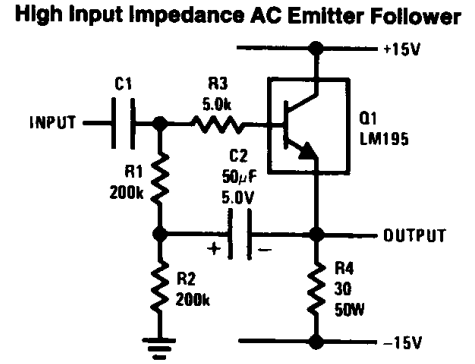 High Input Impedance AC Emitter Follower
+15V
C1
R3
5.0k
INPUT
Q1
LM195
R1
200k
C2
50μF
5.0V
+
−
OUTPUT
R2
200k
R4
30
50W
−15V